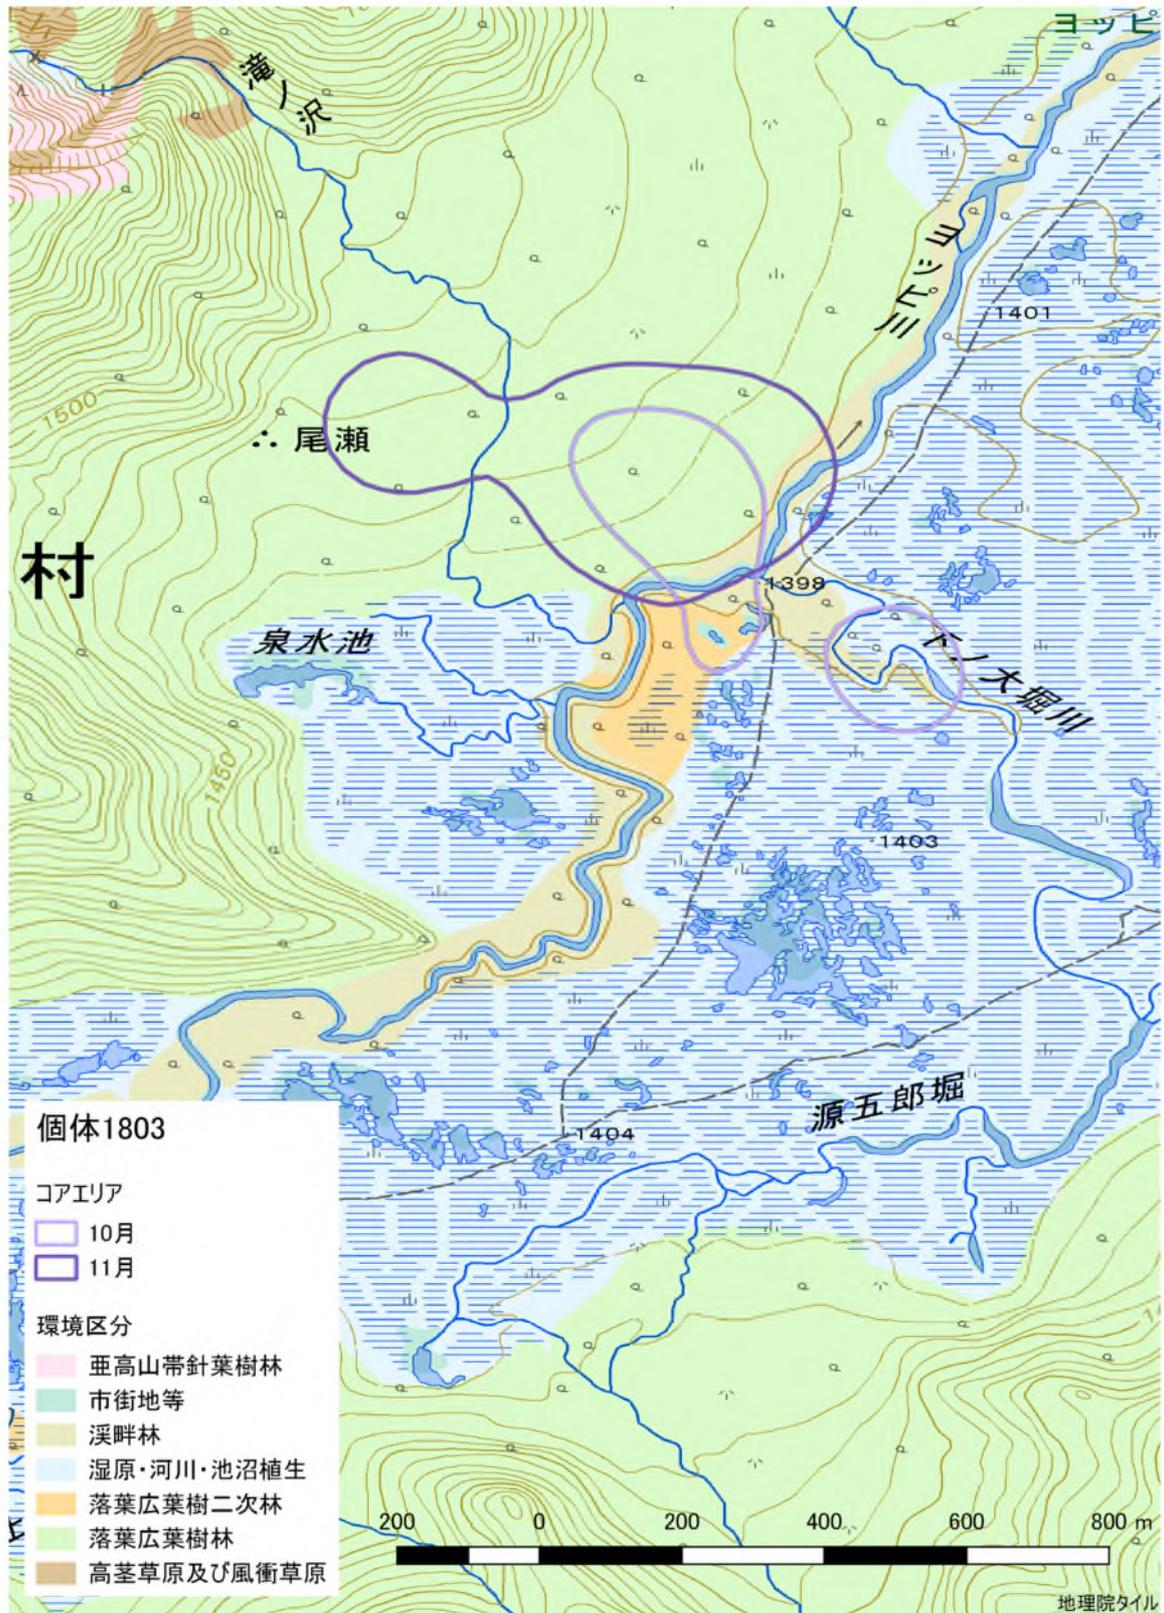 ヨッピ
滝ノ沢
ヨッピ川
1401
1500
尾瀬
村
1398
泉水池
下ノ大堀川
1450
1403
源五郎堀
1404
個体1803
コアエリア
10月
11月
環境区分
亜高山帯針葉樹林
市街地等
渓畔林
湿原・河川・池沼植生
落葉広葉樹二次林
落葉広葉樹林
高茎草原及び風衝草原
200 0 200 400 600 800 m
地理院タイル